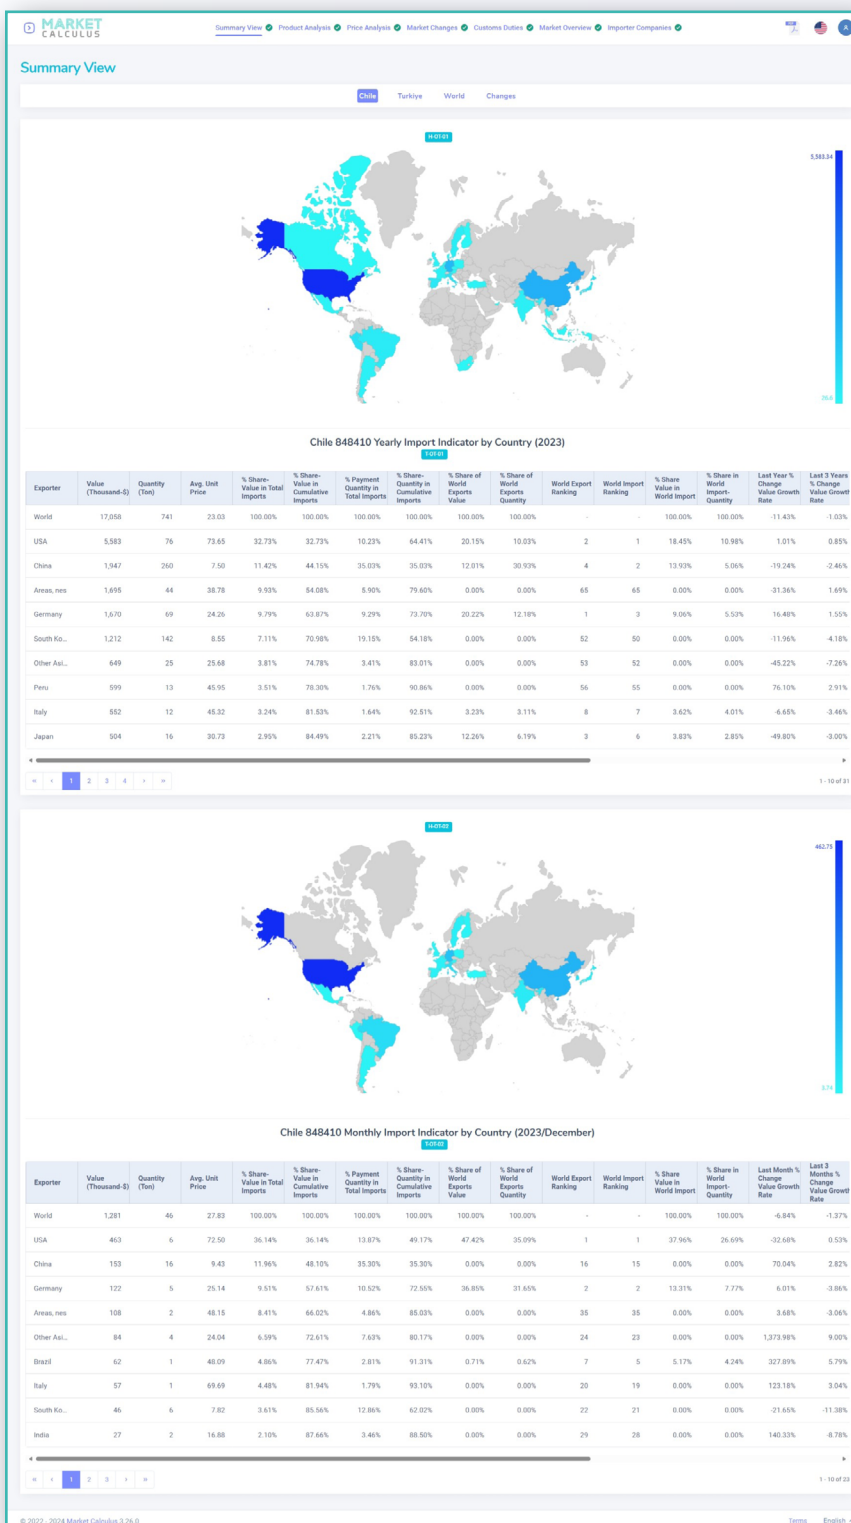 MARKET
CALCULUS
Summary View Product Analysis Price Analysis Market Changes Customs Duties Market Overview Importer Companies
Summary View
Chile Turkiye World Changes
H-OT-01
5,583.34
Chile 848410 Yearly Import Indicator by Country (2023)
T-OT-01
Exporter Value (Thousand-$) Quantity (Ton) Avg. Unit Price % Share-Value in Total Imports % Share-Value in Cumulative Imports % Payment Quantity in Total Imports % Share-Quantity in Cumulative Imports % Share of World Exports Value % Share of World Exports Quantity World Export Ranking World Import Ranking % Share Value in World Import % Share in World Import-Quantity Last Year % Change Value Growth Rate Last 3 Years % Change Value Growth Rate
World 17,058 741 23.03 100.00% 100.00% 100.00% 100.00% 100.00% 100.00% - - 100.00% 100.00% -11.43% -1.03%
USA 5,583 76 73.65 32.73% 32.73% 10.23% 64.41% 20.15% 10.03% 2 1 18.45% 10.98% 1.01% 0.85%
China 1,947 260 7.50 11.42% 44.15% 35.03% 35.03% 12.01% 30.93% 4 2 13.93% 5.06% -19.24% -2.46%
Areas, nes 1,695 44 38.78 9.93% 54.08% 5.90% 79.60% 0.00% 0.00% 65 65 0.00% 0.00% -31.36% 1.69%
Germany 1,670 69 24.26 9.79% 63.87% 9.29% 73.70% 20.22% 12.18% 1 3 9.06% 5.53% 16.48% 1.55%
South Ko... 1,212 142 8.55 7.11% 70.98% 19.15% 54.18% 0.00% 0.00% 52 50 0.00% 0.00% -11.96% -4.18%
Other Asi... 649 25 25.68 3.81% 74.78% 3.41% 83.01% 0.00% 0.00% 53 52 0.00% 0.00% -45.22% -7.26%
Peru 599 13 45.95 3.51% 78.30% 1.76% 90.86% 0.00% 0.00% 56 55 0.00% 0.00% 76.10% 2.91%
Italy 552 12 45.32 3.24% 81.53% 1.64% 92.51% 3.23% 3.11% 8 7 3.62% 4.01% -6.65% -3.46%
Japan 504 16 30.73 2.95% 84.49% 2.21% 85.23% 12.26% 6.19% 3 6 3.83% 2.85% -49.80% -3.00%
« ‹ 1 2 3 4 › » 1 - 10 of 31
H-OT-02
462.75
3.74
Chile 848410 Monthly Import Indicator by Country (2023/December)
T-OT-02
Exporter Value (Thousand-$) Quantity (Ton) Avg. Unit Price % Share-Value in Total Imports % Share-Value in Cumulative Imports % Payment Quantity in Total Imports % Share-Quantity in Cumulative Imports % Share of World Exports Value % Share of World Exports Quantity World Export Ranking World Import Ranking % Share Value in World Import % Share in World Import-Quantity Last Month % Change Value Growth Rate Last 3 Months % Change Value Growth Rate
World 1,281 46 27.83 100.00% 100.00% 100.00% 100.00% 100.00% 100.00% - - 100.00% 100.00% -6.84% -1.37%
USA 463 6 72.50 36.14% 36.14% 13.87% 49.17% 47.42% 35.09% 1 1 37.96% 26.69% -32.68% 0.53%
China 153 16 9.43 11.96% 48.10% 35.30% 35.30% 0.00% 0.00% 16 15 0.00% 0.00% 70.04% 2.82%
Germany 122 5 25.14 9.51% 57.61% 10.52% 72.55% 36.85% 31.65% 2 2 13.31% 7.77% 6.01% -3.86%
Areas, nes 108 2 48.15 8.41% 66.02% 4.86% 85.03% 0.00% 0.00% 35 35 0.00% 0.00% 3.68% -3.06%
Other Asi... 84 4 24.04 6.59% 72.61% 7.63% 80.17% 0.00% 0.00% 24 23 0.00% 0.00% 1,373.98% 9.00%
Brazil 62 1 48.09 4.86% 77.47% 2.81% 91.31% 0.71% 0.62% 7 5 5.17% 4.24% 327.89% 5.79%
Italy 57 1 69.69 4.48% 81.94% 1.79% 93.10% 0.00% 0.00% 20 19 0.00% 0.00% 123.18% 3.04%
South Ko... 46 6 7.82 3.61% 85.56% 12.86% 62.02% 0.00% 0.00% 22 21 0.00% 0.00% -21.65% -11.38%
India 27 2 16.88 2.10% 87.66% 3.46% 88.50% 0.00% 0.00% 29 28 0.00% 0.00% 140.33% -8.78%
« ‹ 1 2 3 › » 1 - 10 of 23
© 2022 - 2024 Market Calculus 3.26.0 Terms English